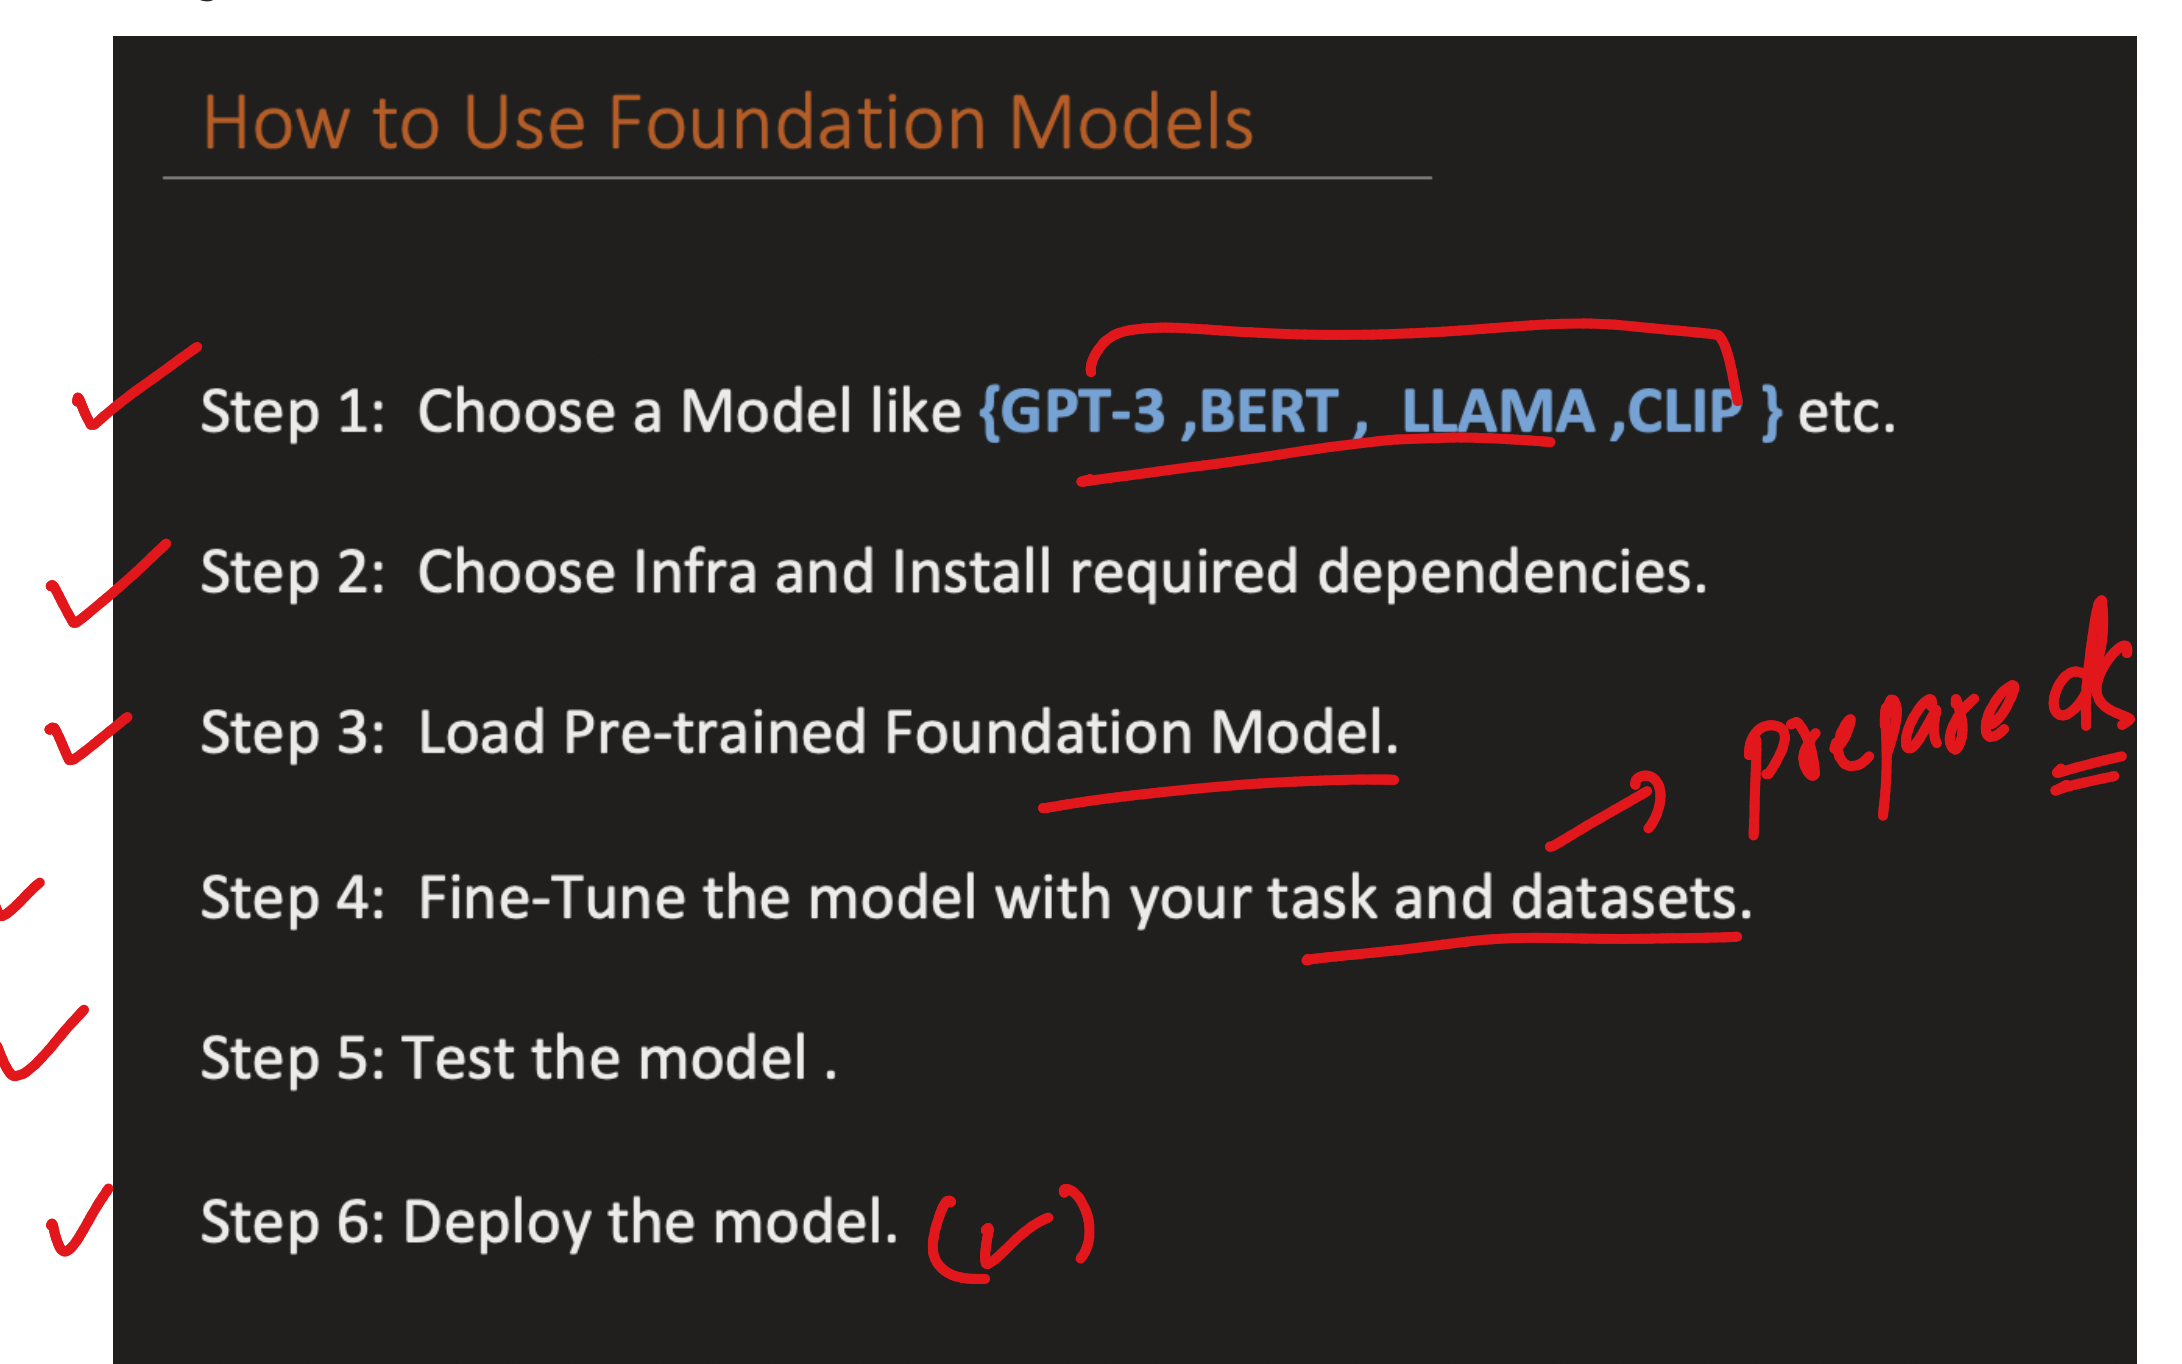 How to Use Foundation Models
Step 1: Choose a Model like {GPT-3 ,BERT , LLAMA ,CLIP } etc.
Step 2: Choose Infra and Install required dependencies.
Step 3: Load Pre-trained Foundation Model.
prepare ds
Step 4: Fine-Tune the model with your task and datasets.
Step 5: Test the model .
Step 6: Deploy the model.